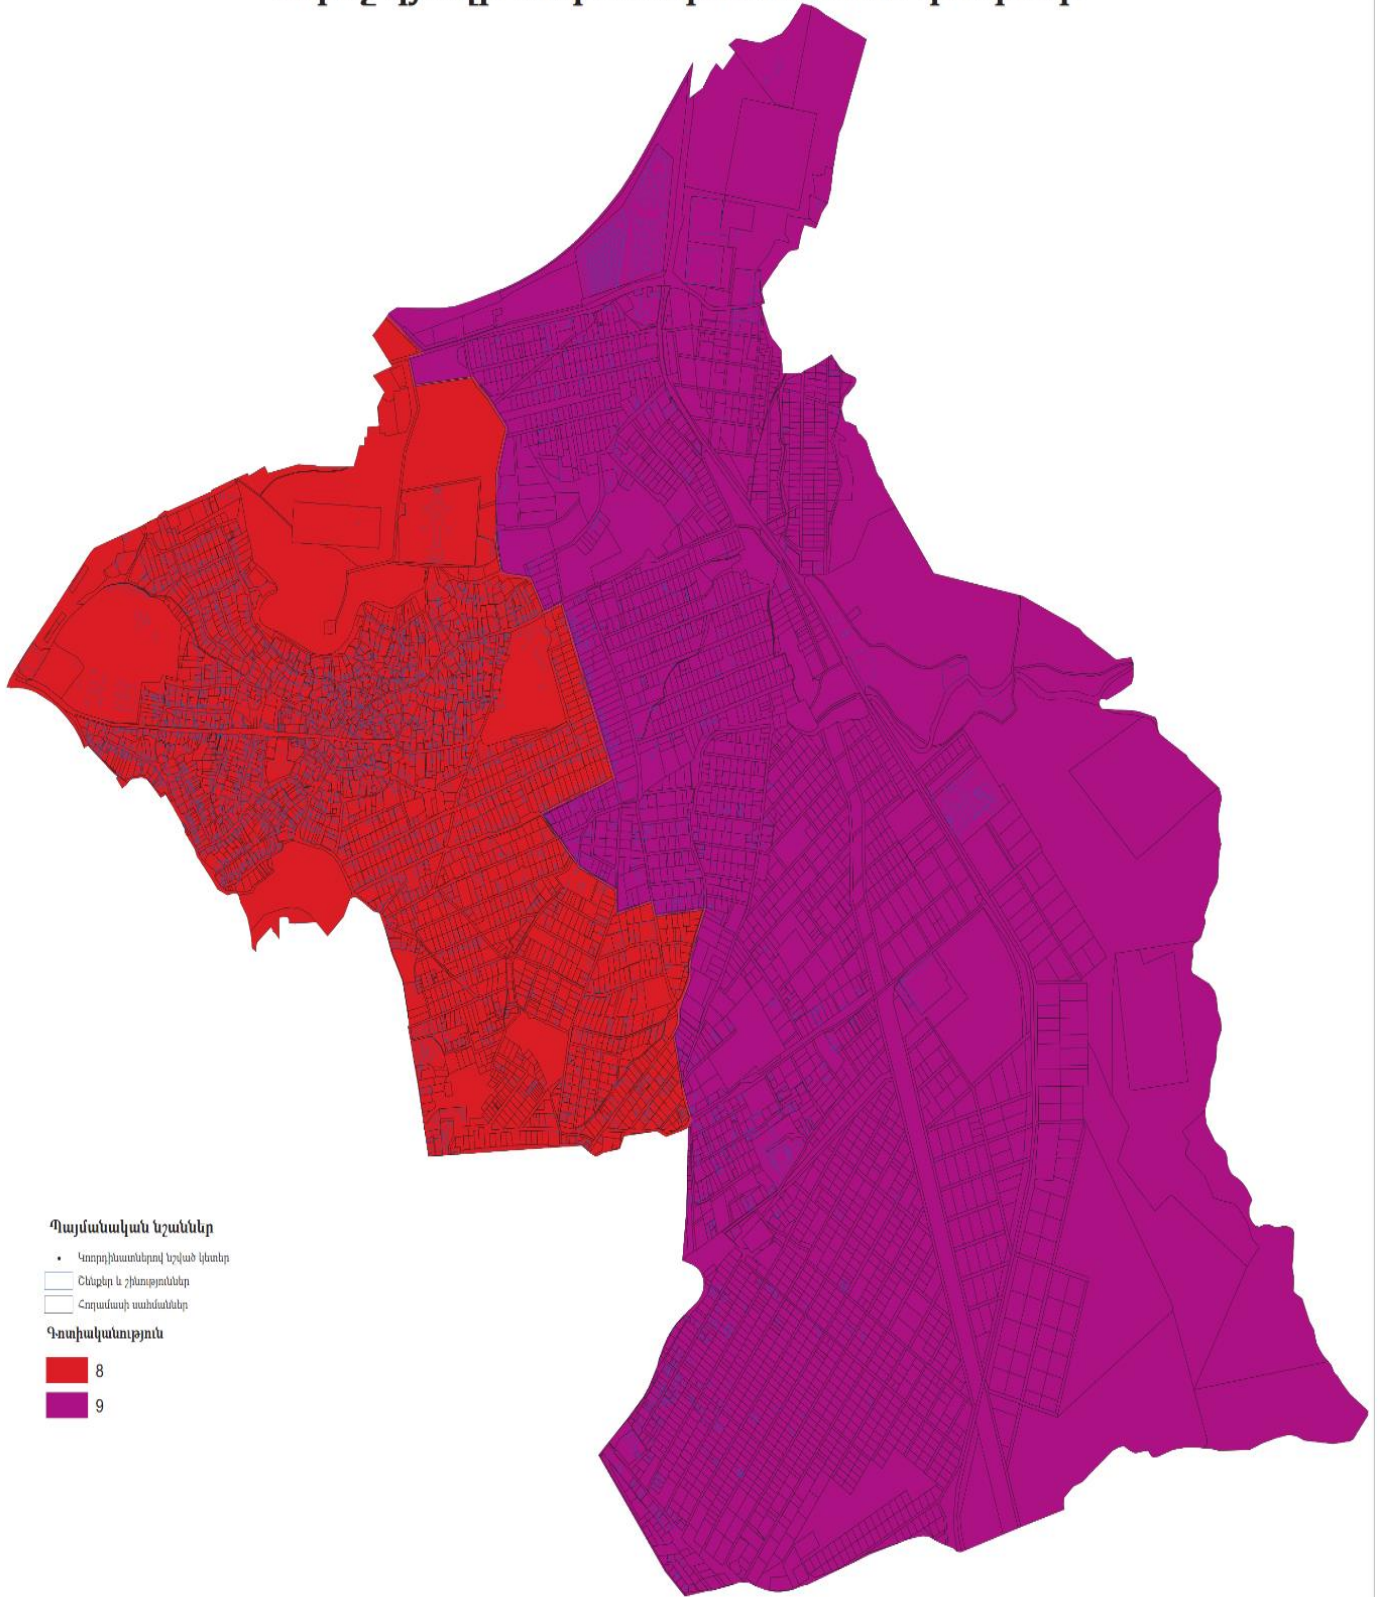 Պայմանական նշաններ
Կոորդինատներով նշված կետեր
Շենքեր և շինություններ
Հողամասի սահմաններ
Գոտիականություն
8
9